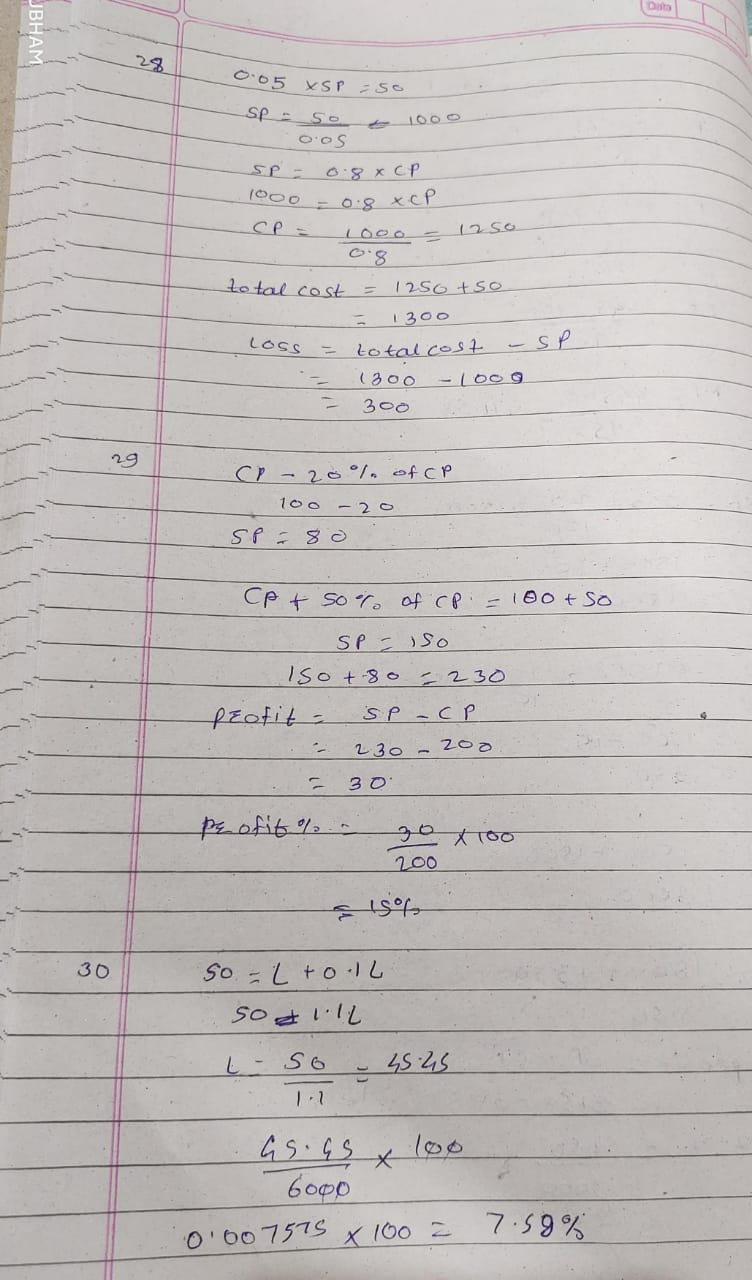 JBHAM
Date
28
0.05 × SP = 50
SP = 50 = 1000
0.05
SP = 0.8 × CP
1000 = 0.8 × CP
CP = 1000 = 1250
0.8
total cost = 1250 + 50
= 1300
Loss = total cost - SP
= 1300 - 1000
= 300
29
CP - 20% of CP
100 - 20
SP = 80
CP + 50% of CP = 100 + 50
SP = 150
150 + 80 = 230
profit = SP - CP
= 230 - 200
= 30
profit % = 30 × 100
200
= 15%
30
50 = L + 0.1L
50 = 1.1L
L = 50 = 45.45
1.1
45.45 × 100
6000
0.007575 × 100 = 7.58%